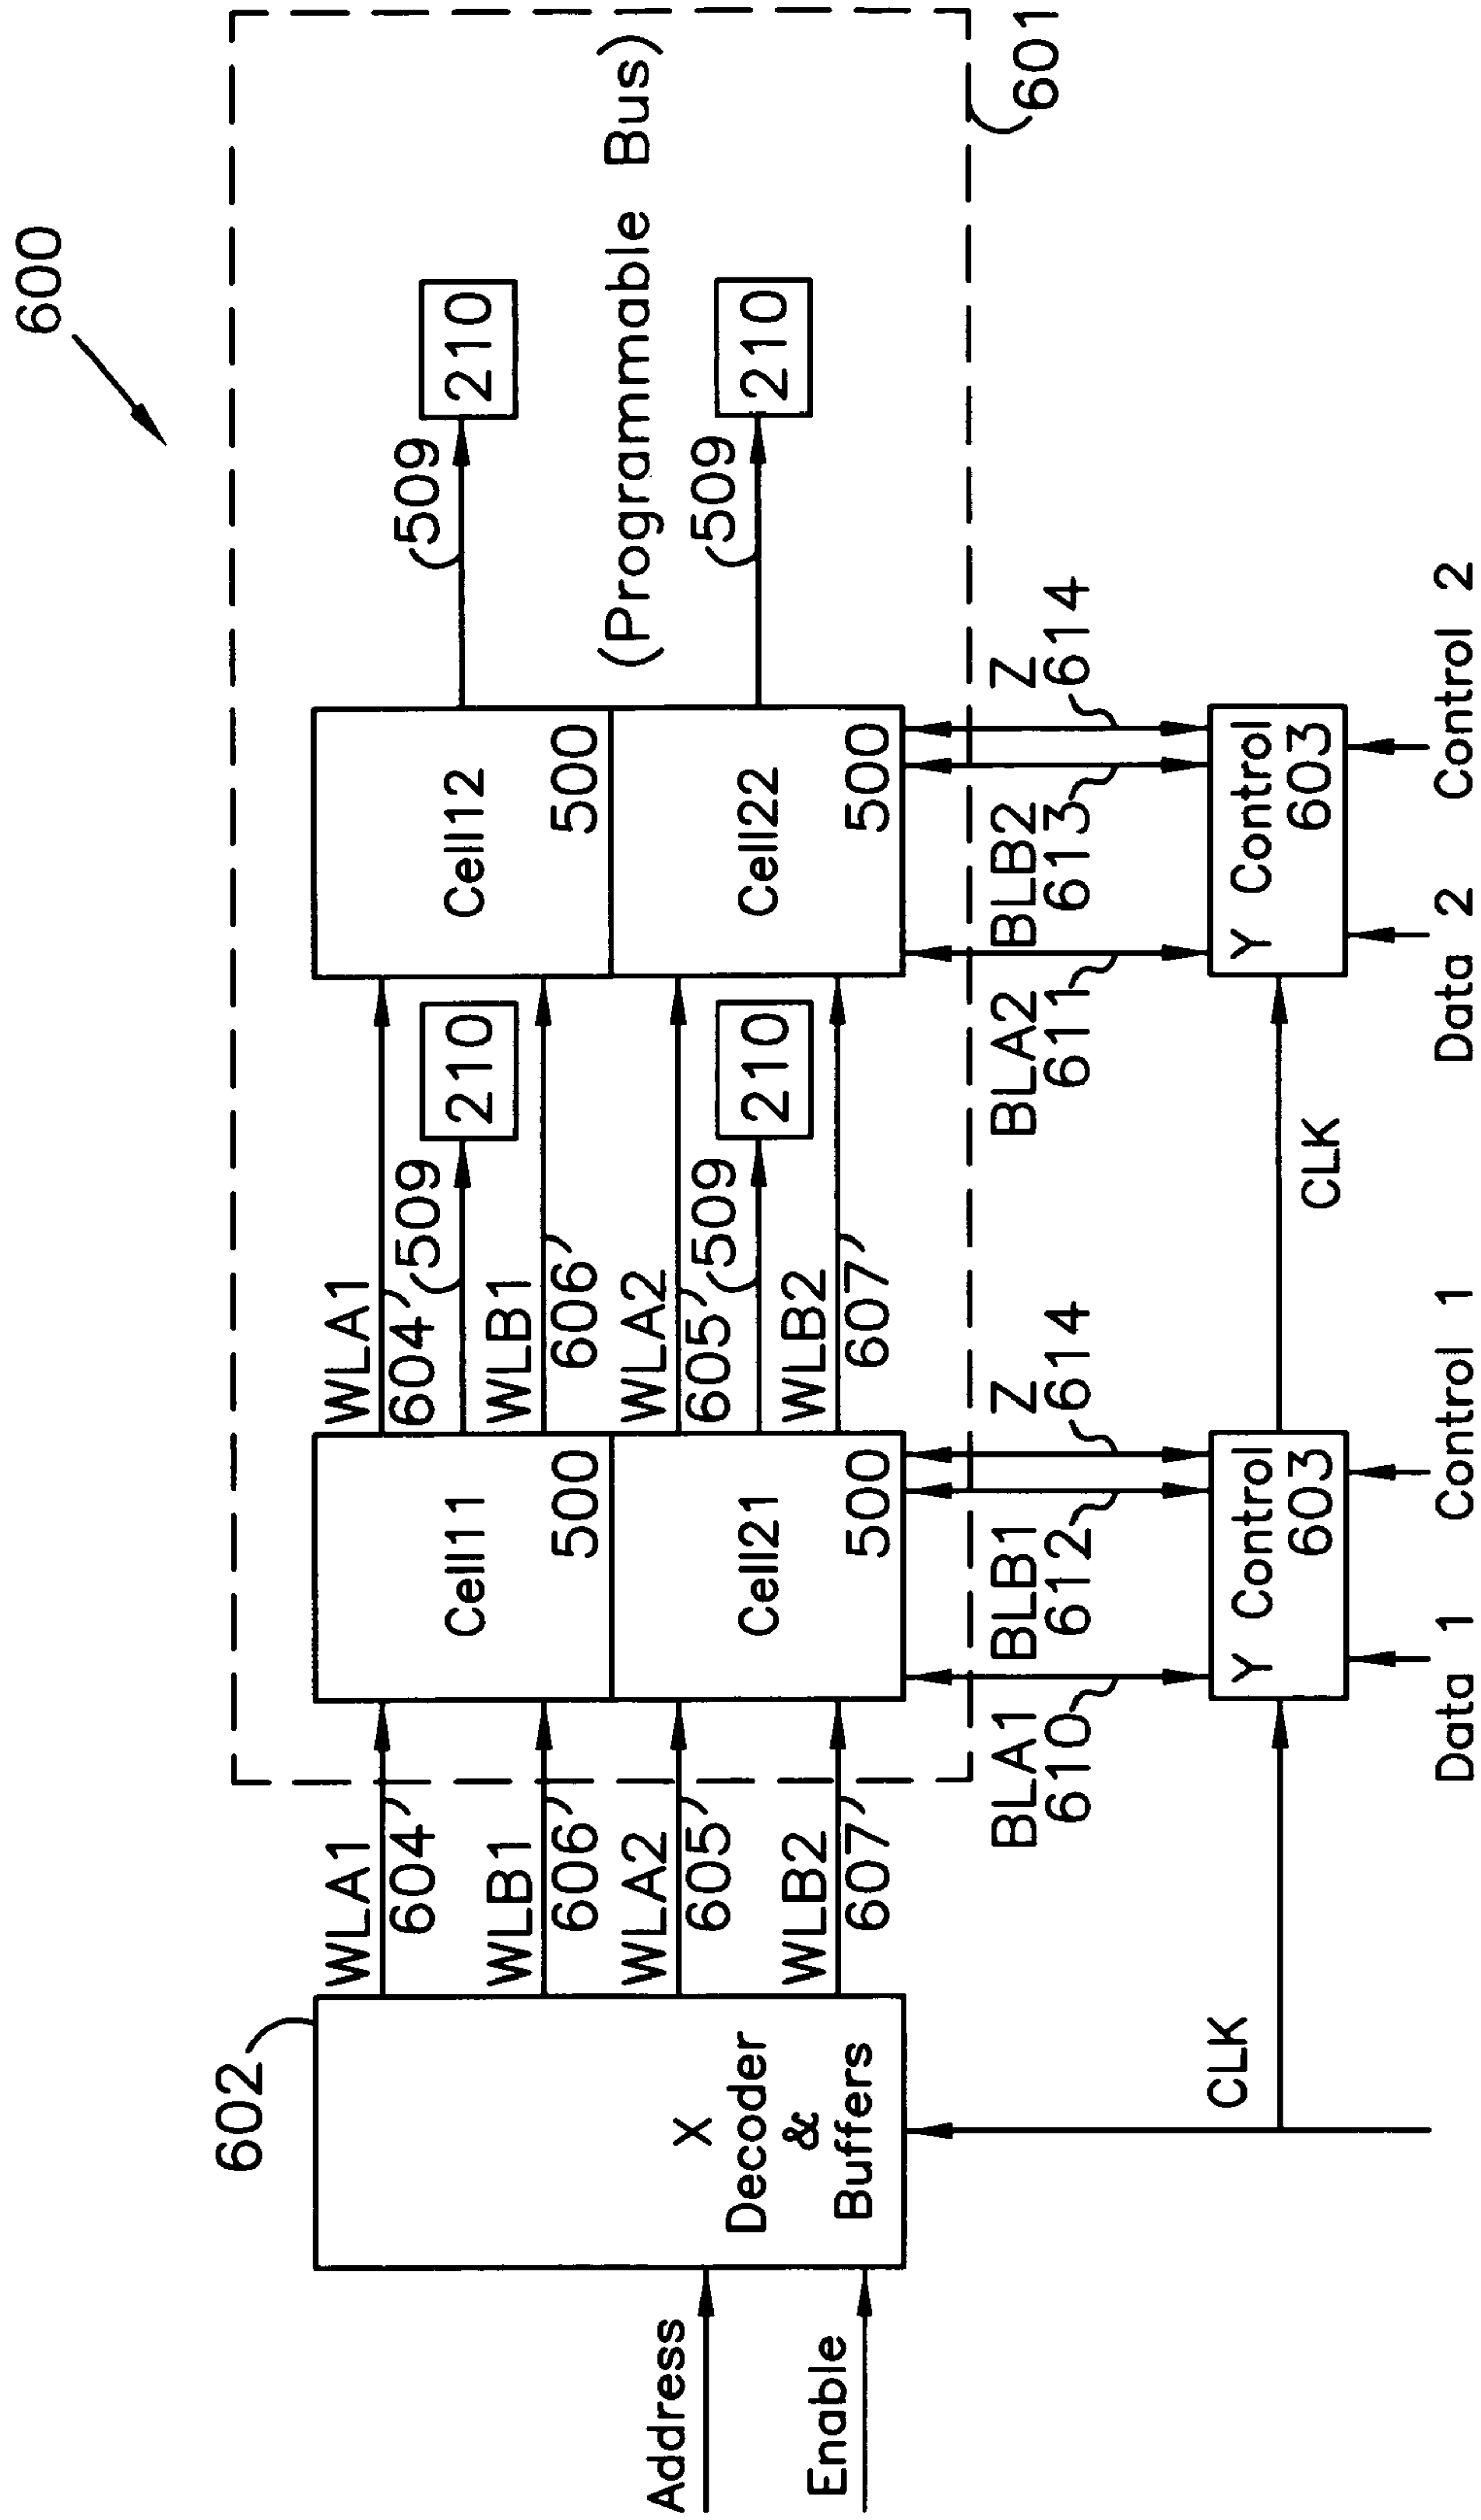 600
602
Address
Enable
X
Decoder
&
Buffers
WLA1
604
WLB1
606
WLA2
605
WLB2
607
Cell11
500
Cell21
500
WLA1
604
509
210
WLB1
606
WLA2
605
509
210
WLB2
607
Cell12
500
Cell22
500
509
210
509
210
(Programmable Bus)
601
BLA1
610
BLB1
612
Z
614
BLA2
611
BLB2
613
Z
614
CLK
Y Control
603
CLK
Y Control
603
Data 1
Control 1
Data 2
Control 2